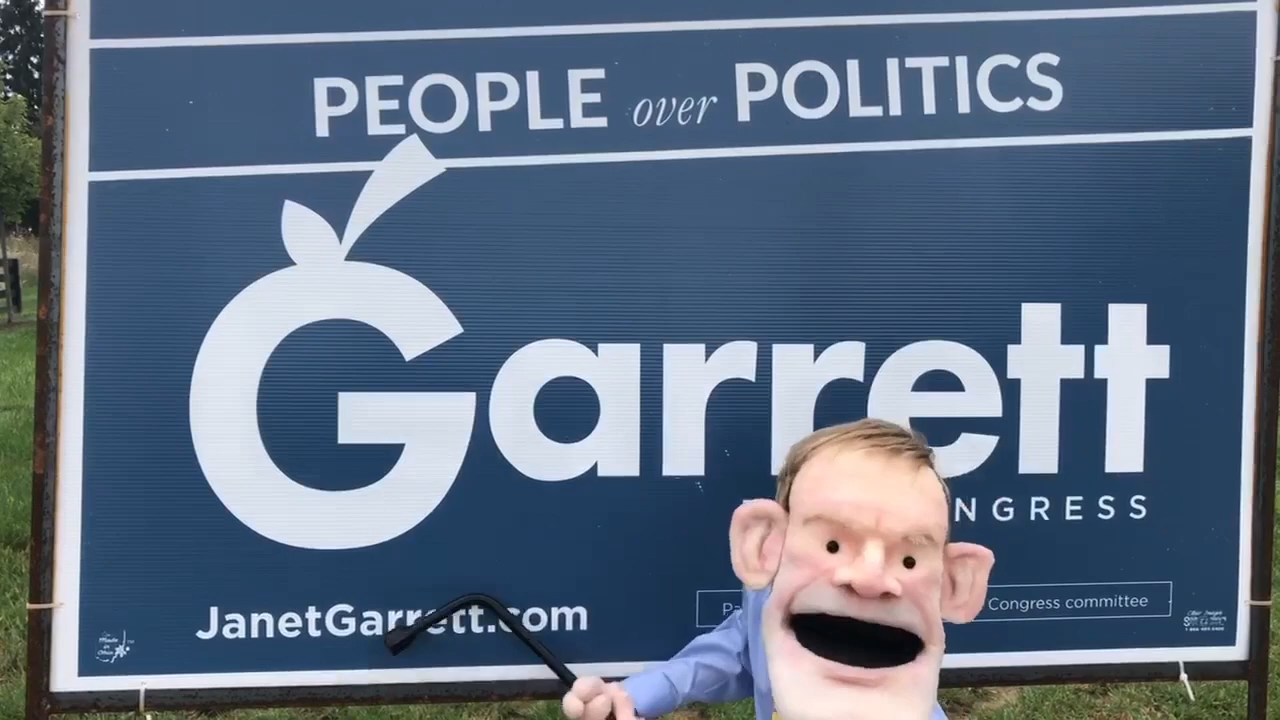 PEOPLE over POLITICS
Garrett
NGRESS
JanetGarrett.com
Congress committee